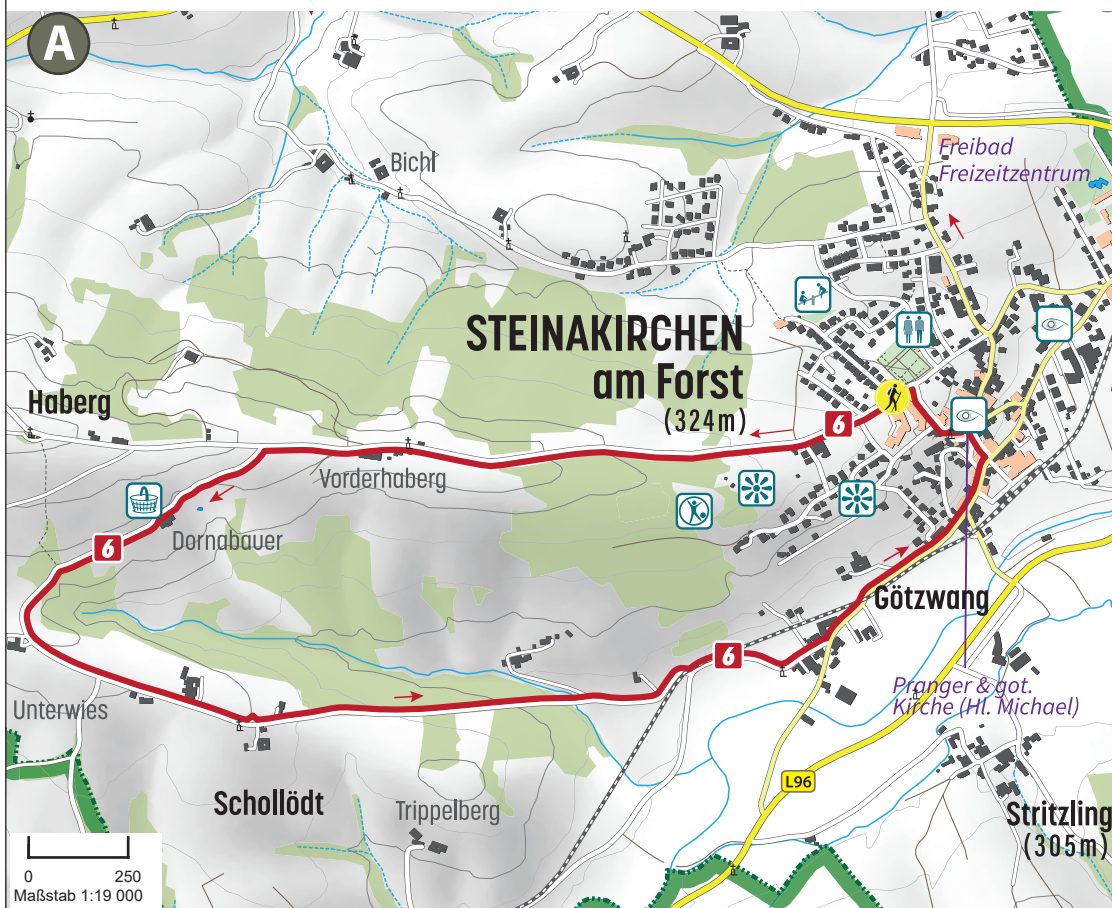 A
Bichl
Freibad
Freizeitzentrum
STEINAKIRCHEN
am Forst
(324m)
Haberg
6
Vorderhaberg
6
Dornabauer
Götzwang
6
Pranger & got.
Kirche (Hl. Michael)
Unterwies
L96
Schollödt
Trippelberg
Stritzling
(305m)
0 250
Maßstab 1:19 000